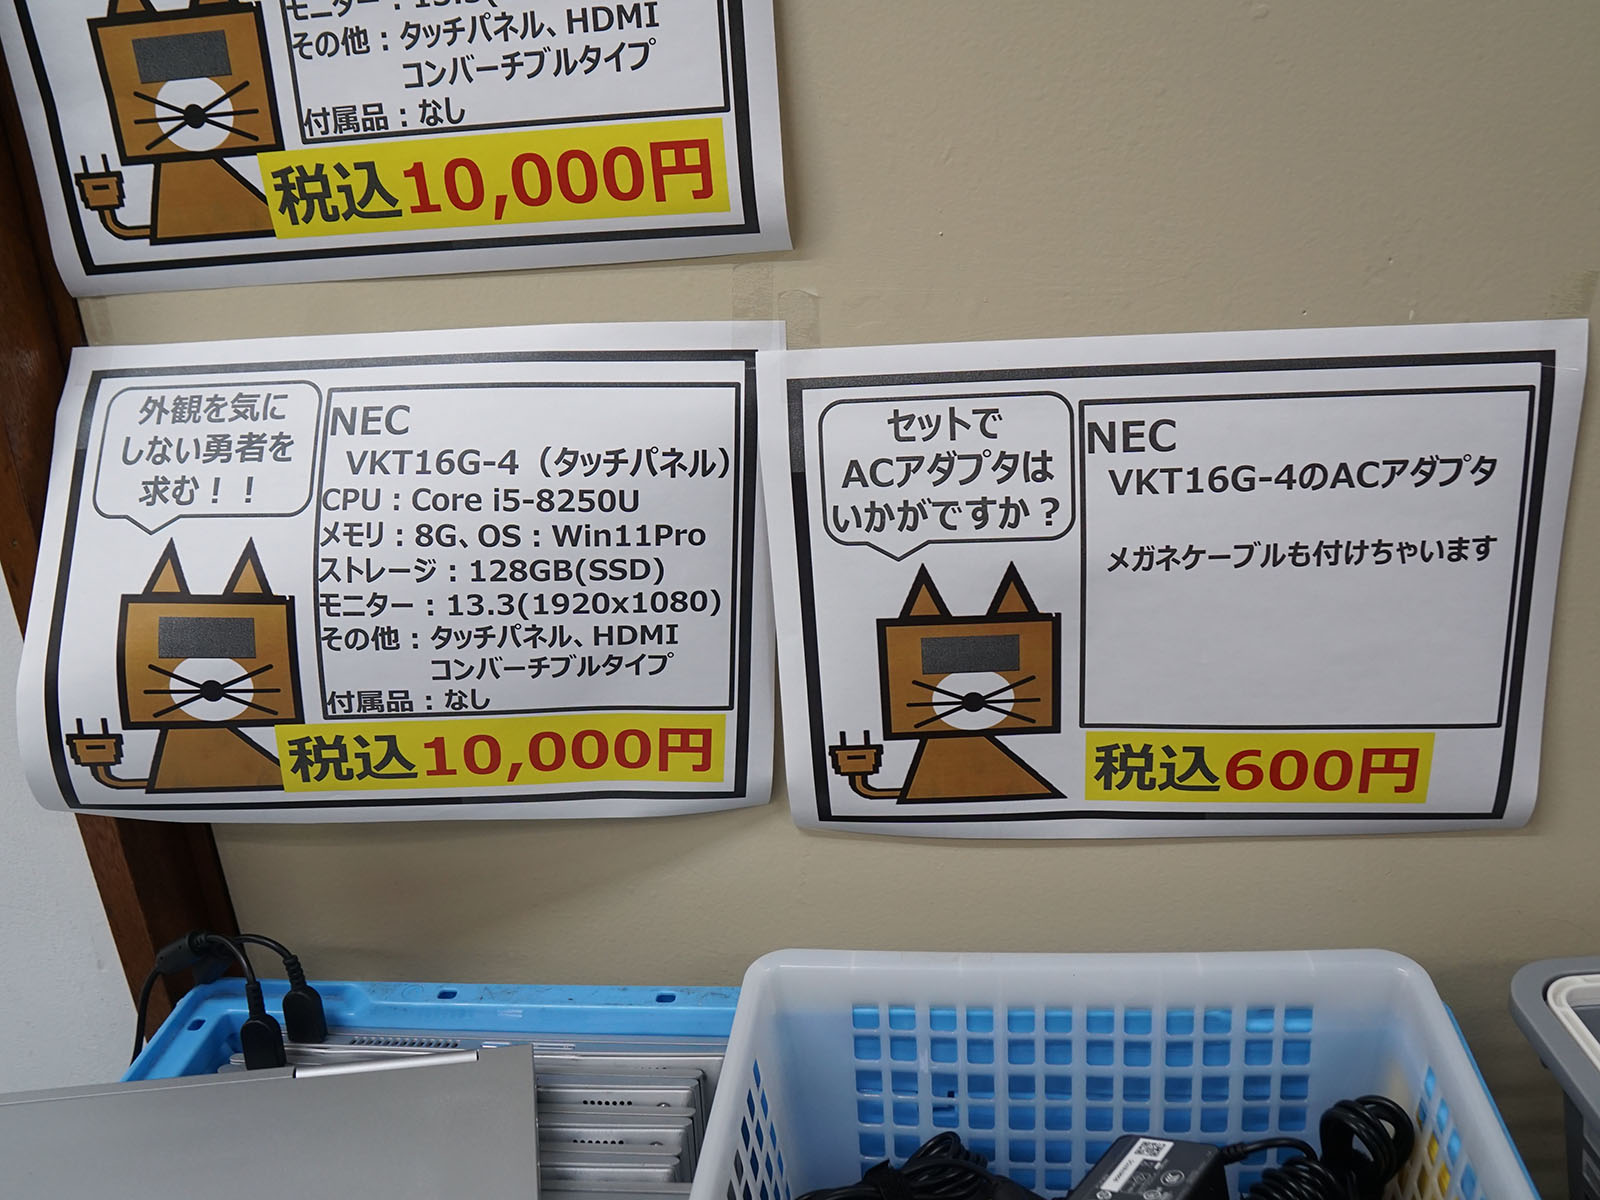 モニター：13.3(
その他：タッチパネル、HDMI
コンバーチブルタイプ
付属品：なし
税込10,000円
外観を気に
しない勇者を
求む！！
NEC
VKT16G-4（タッチパネル）
CPU：Core i5-8250U
メモリ：8G、OS：Win11Pro
ストレージ：128GB(SSD)
モニター：13.3(1920x1080)
その他：タッチパネル、HDMI
コンバーチブルタイプ
付属品：なし
税込10,000円
セットで
ACアダプタは
いかがですか？
NEC
VKT16G-4のACアダプタ
メガネケーブルも付けちゃいます
税込600円